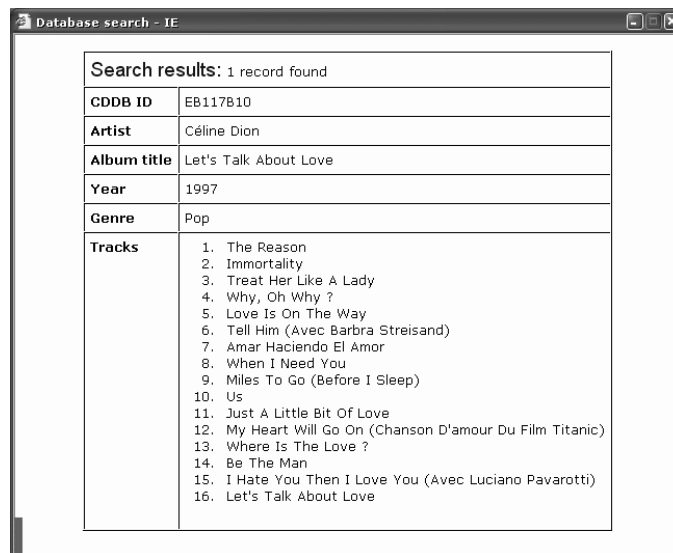 Database search - IE
Search results: 1 record found
CDDB ID EB117B10
Artist Céline Dion
Album title Let's Talk About Love
Year 1997
Genre Pop
Tracks 1. The Reason
2. Immortality
3. Treat Her Like A Lady
4. Why, Oh Why ?
5. Love Is On The Way
6. Tell Him (Avec Barbra Streisand)
7. Amar Haciendo El Amor
8. When I Need You
9. Miles To Go (Before I Sleep)
10. Us
11. Just A Little Bit Of Love
12. My Heart Will Go On (Chanson D'amour Du Film Titanic)
13. Where Is The Love ?
14. Be The Man
15. I Hate You Then I Love You (Avec Luciano Pavarotti)
16. Let's Talk About Love